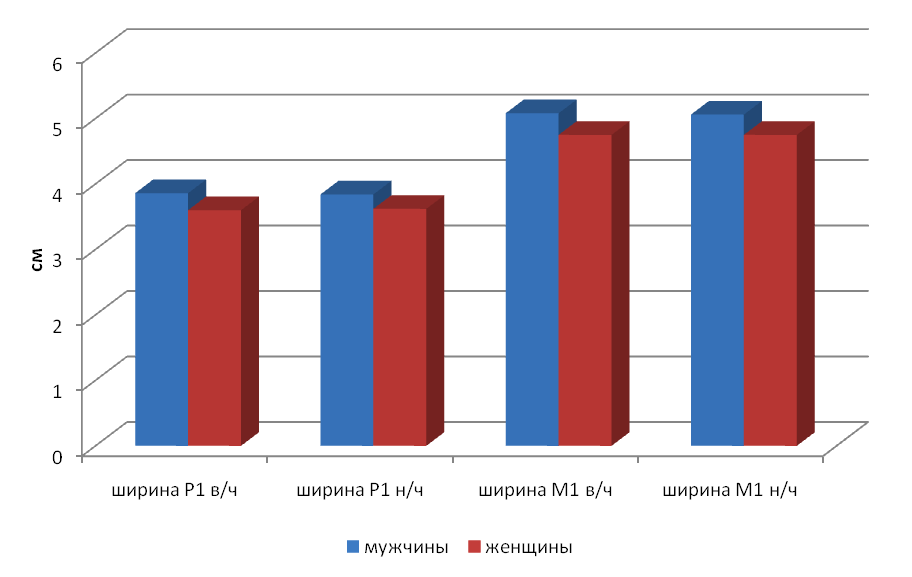 6
5
4
3
2
1
0
см
ширина P1 в/ч
ширина P1 н/ч
ширина M1 в/ч
ширина M1 н/ч
мужчины
женщины